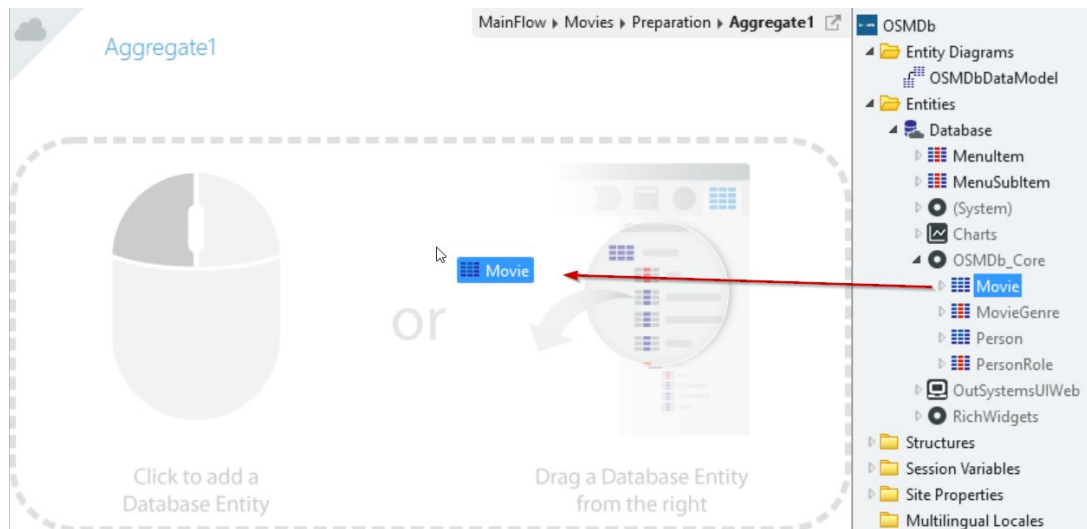 MainFlow ▸ Movies ▸ Preparation ▸ Aggregate1
Aggregate1
Movie
or
Click to add a
Database Entity
Drag a Database Entity
from the right
OSMDb
Entity Diagrams
OSMDbDataModel
Entities
Database
MenuItem
MenuSubItem
(System)
Charts
OSMDb_Core
Movie
MovieGenre
Person
PersonRole
OutSystemsUIWeb
RichWidgets
Structures
Session Variables
Site Properties
Multilingual Locales